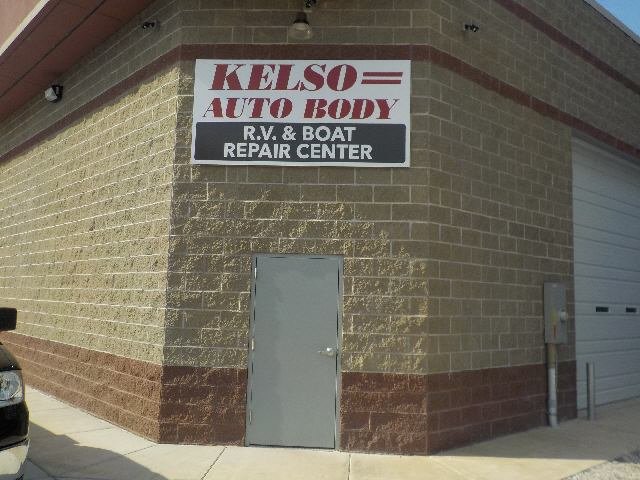 KELSO
AUTO BODY
R.V. & BOAT
REPAIR CENTER